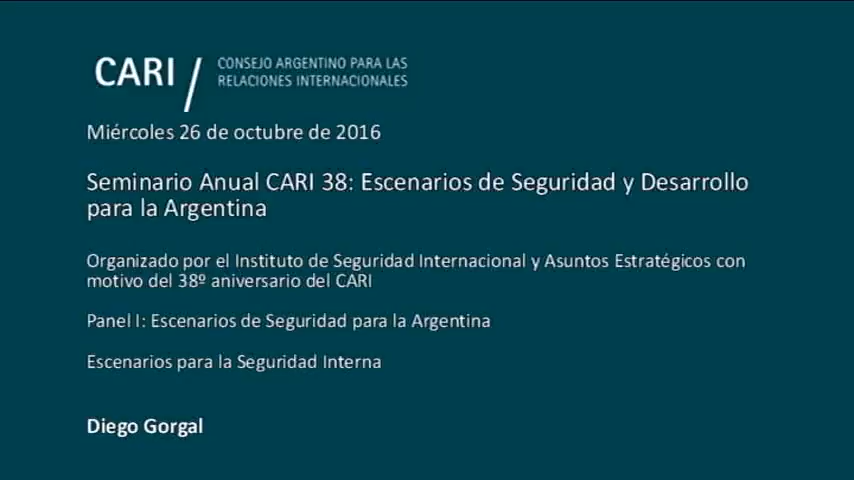 CARI / CONSEJO ARGENTINO PARA LAS
RELACIONES INTERNACIONALES
Miércoles 26 de octubre de 2016
Seminario Anual CARI 38: Escenarios de Seguridad y Desarrollo
para la Argentina
Organizado por el Instituto de Seguridad Internacional y Asuntos Estratégicos con
motivo del 38º aniversario del CARI
Panel I: Escenarios de Seguridad para la Argentina
Escenarios para la Seguridad Interna
Diego Gorgal